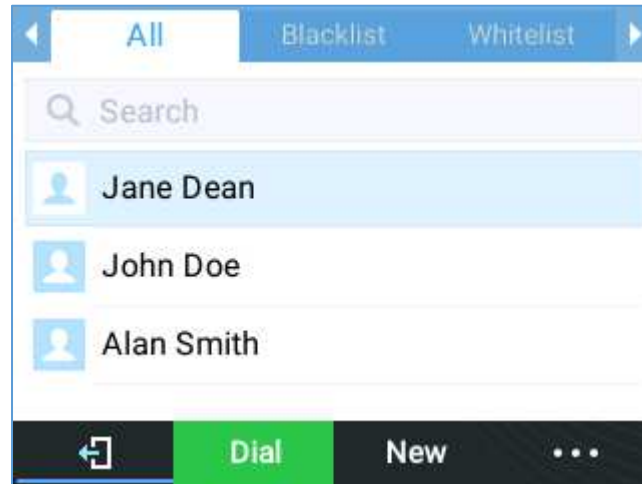 All Blacklist Whitelist
Search
Jane Dean
John Doe
Alan Smith
Dial New ...